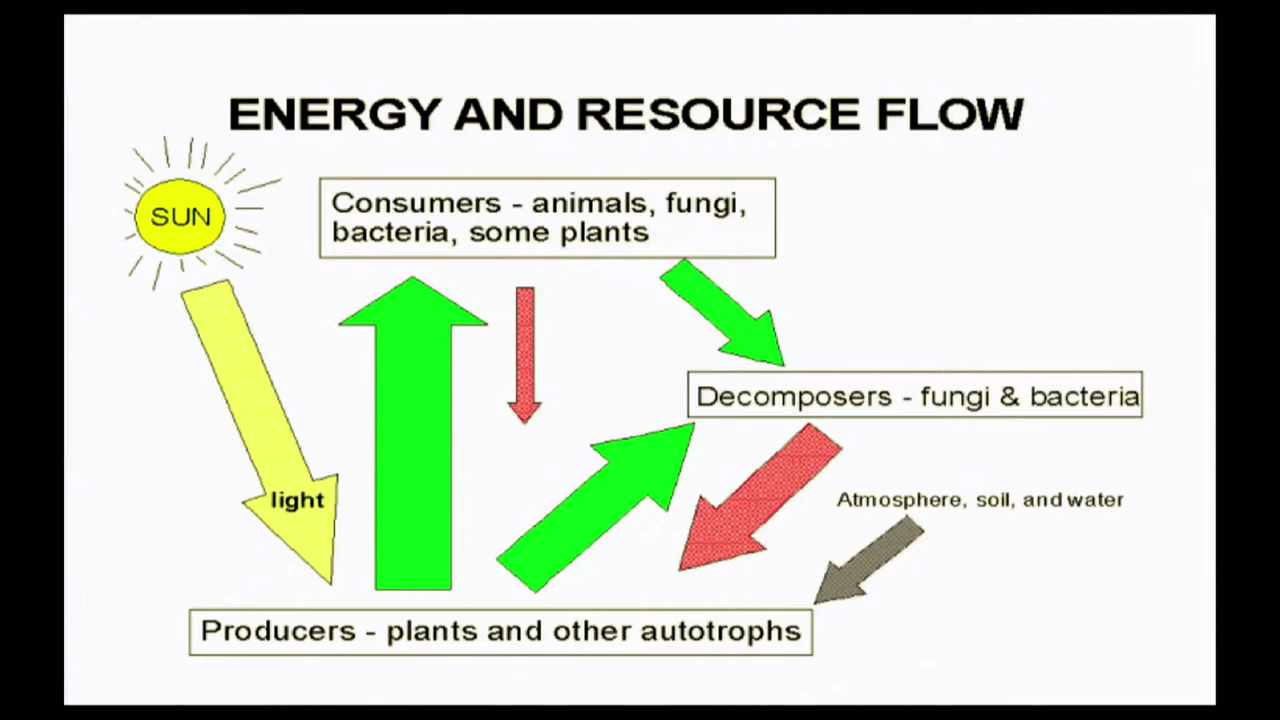 ENERGY AND RESOURCE FLOW
SUN
Consumers - animals, fungi,
bacteria, some plants
Decomposers - fungi & bacteria
light
Atmosphere, soil, and water
Producers - plants and other autotrophs